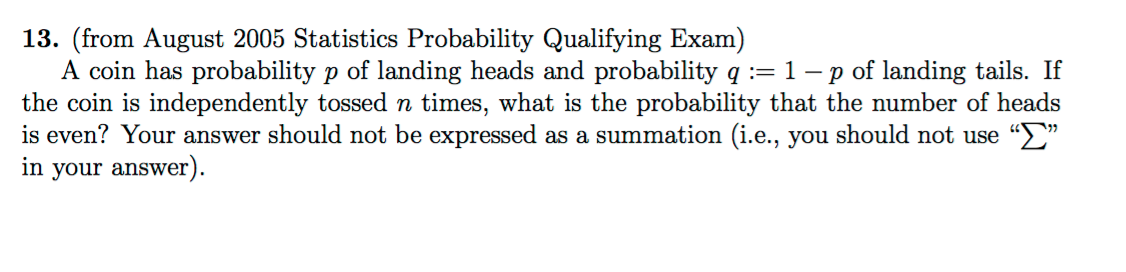 13. (from August 2005 Statistics Probability Qualifying Exam)
A coin has probability p of landing heads and probability q := 1 − p of landing tails. If
the coin is independently tossed n times, what is the probability that the number of heads
is even? Your answer should not be expressed as a summation (i.e., you should not use “∑”
in your answer).